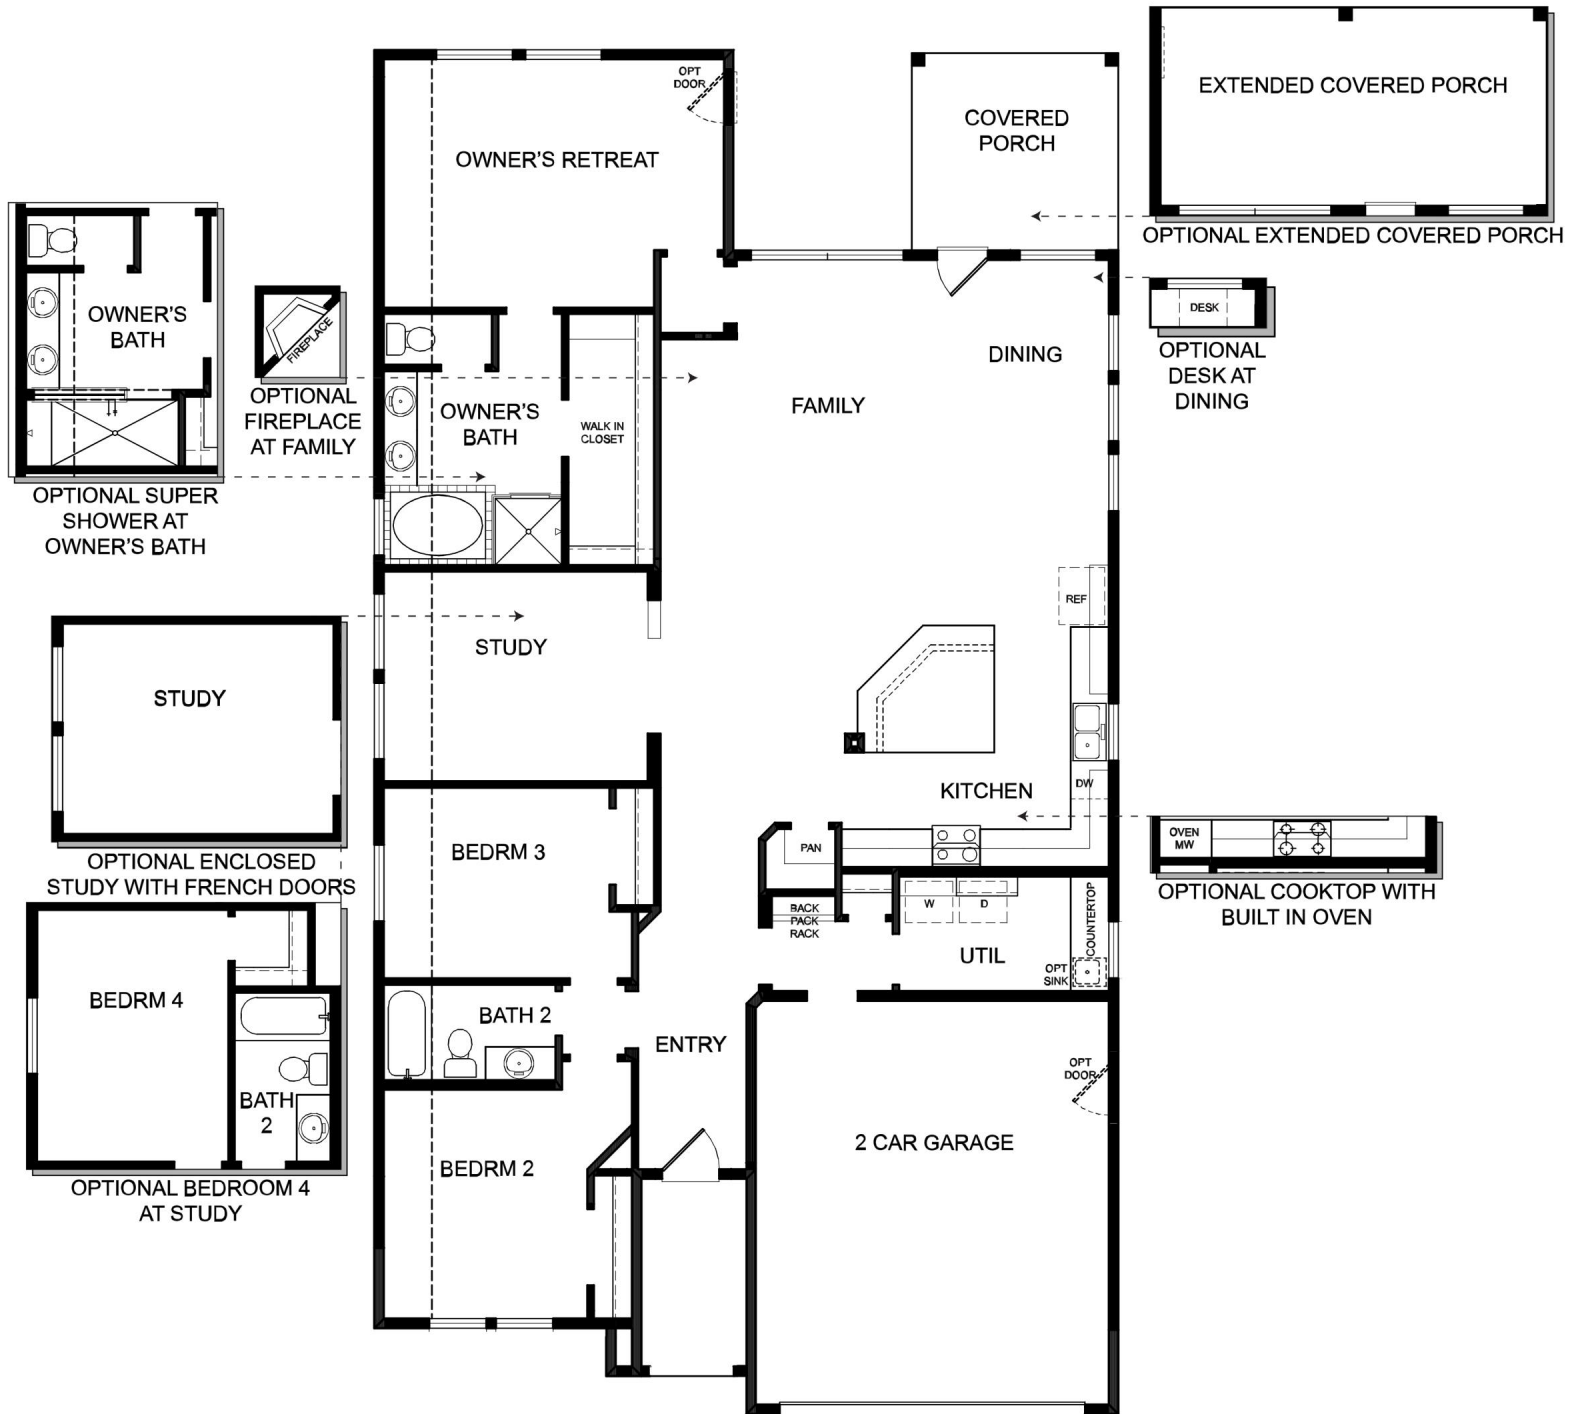 OPT
DOOR
OWNER'S RETREAT
COVERED
PORCH
EXTENDED COVERED PORCH
OPTIONAL EXTENDED COVERED PORCH
OWNER'S
BATH
OPTIONAL SUPER
SHOWER AT
OWNER'S BATH
FIREPLACE
OPTIONAL
FIREPLACE
AT FAMILY
OWNER'S
BATH
WALK IN
CLOSET
FAMILY
DINING
DESK
OPTIONAL
DESK AT
DINING
STUDY
OPTIONAL ENCLOSED
STUDY WITH FRENCH DOORS
STUDY
REF
DW
KITCHEN
PAN
OVEN
MW
OPTIONAL COOKTOP WITH
BUILT IN OVEN
BEDRM 3
BACK
PACK
RACK
W
D
COUNTERTOP
UTIL
OPT
SINK
BEDRM 4
BATH
2
OPTIONAL BEDROOM 4
AT STUDY
BATH 2
ENTRY
OPT
DOOR
2 CAR GARAGE
BEDRM 2